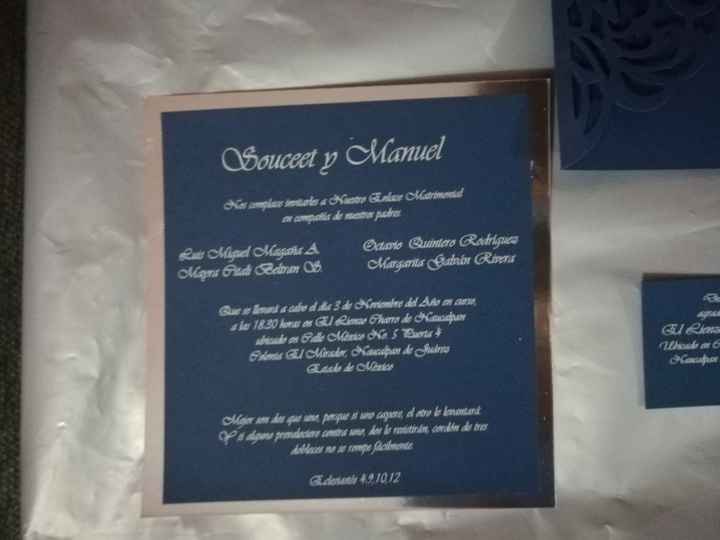 Souceet y Manuel
Nos complace invitarles a Nuestro Enlace Matrimonial
en compañía de nuestros padres
Luis Miguel Magaña A.
Mayra Citali Beltran S.
Octavio Quintero Rodríguez
Margarita Galván Rivera
Que se llevará a cabo el día 3 de Noviembre del Año en curso,
a las 18:30 horas en El Lienzo Charro de Naucalpan
ubicado en Calle México No. 5 Puerta 4
Colonia El Mirador, Naucalpan de Juárez
Estado de México
Mejor son dos que uno, porque si uno cayere, el otro lo levantará.
Y si alguno prevaleciere contra uno, dos le resistirán, cordón de tres
dobleces no se rompe fácilmente.
Eclesiastés 4:9,10,12
El Lienzo
Ubicado en
Naucalpan